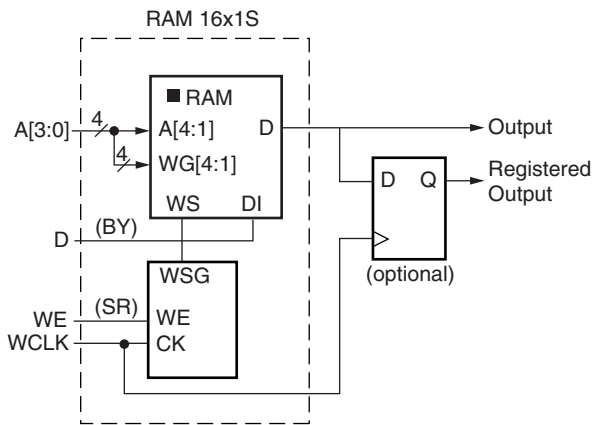 RAM 16x1S
RAM
A[3:0]
4
A[4:1]
D
Output
4
WG[4:1]
D
Q
Registered
Output
WS
DI
D
(BY)
(optional)
WSG
WE
(SR)
WE
WCLK
CK